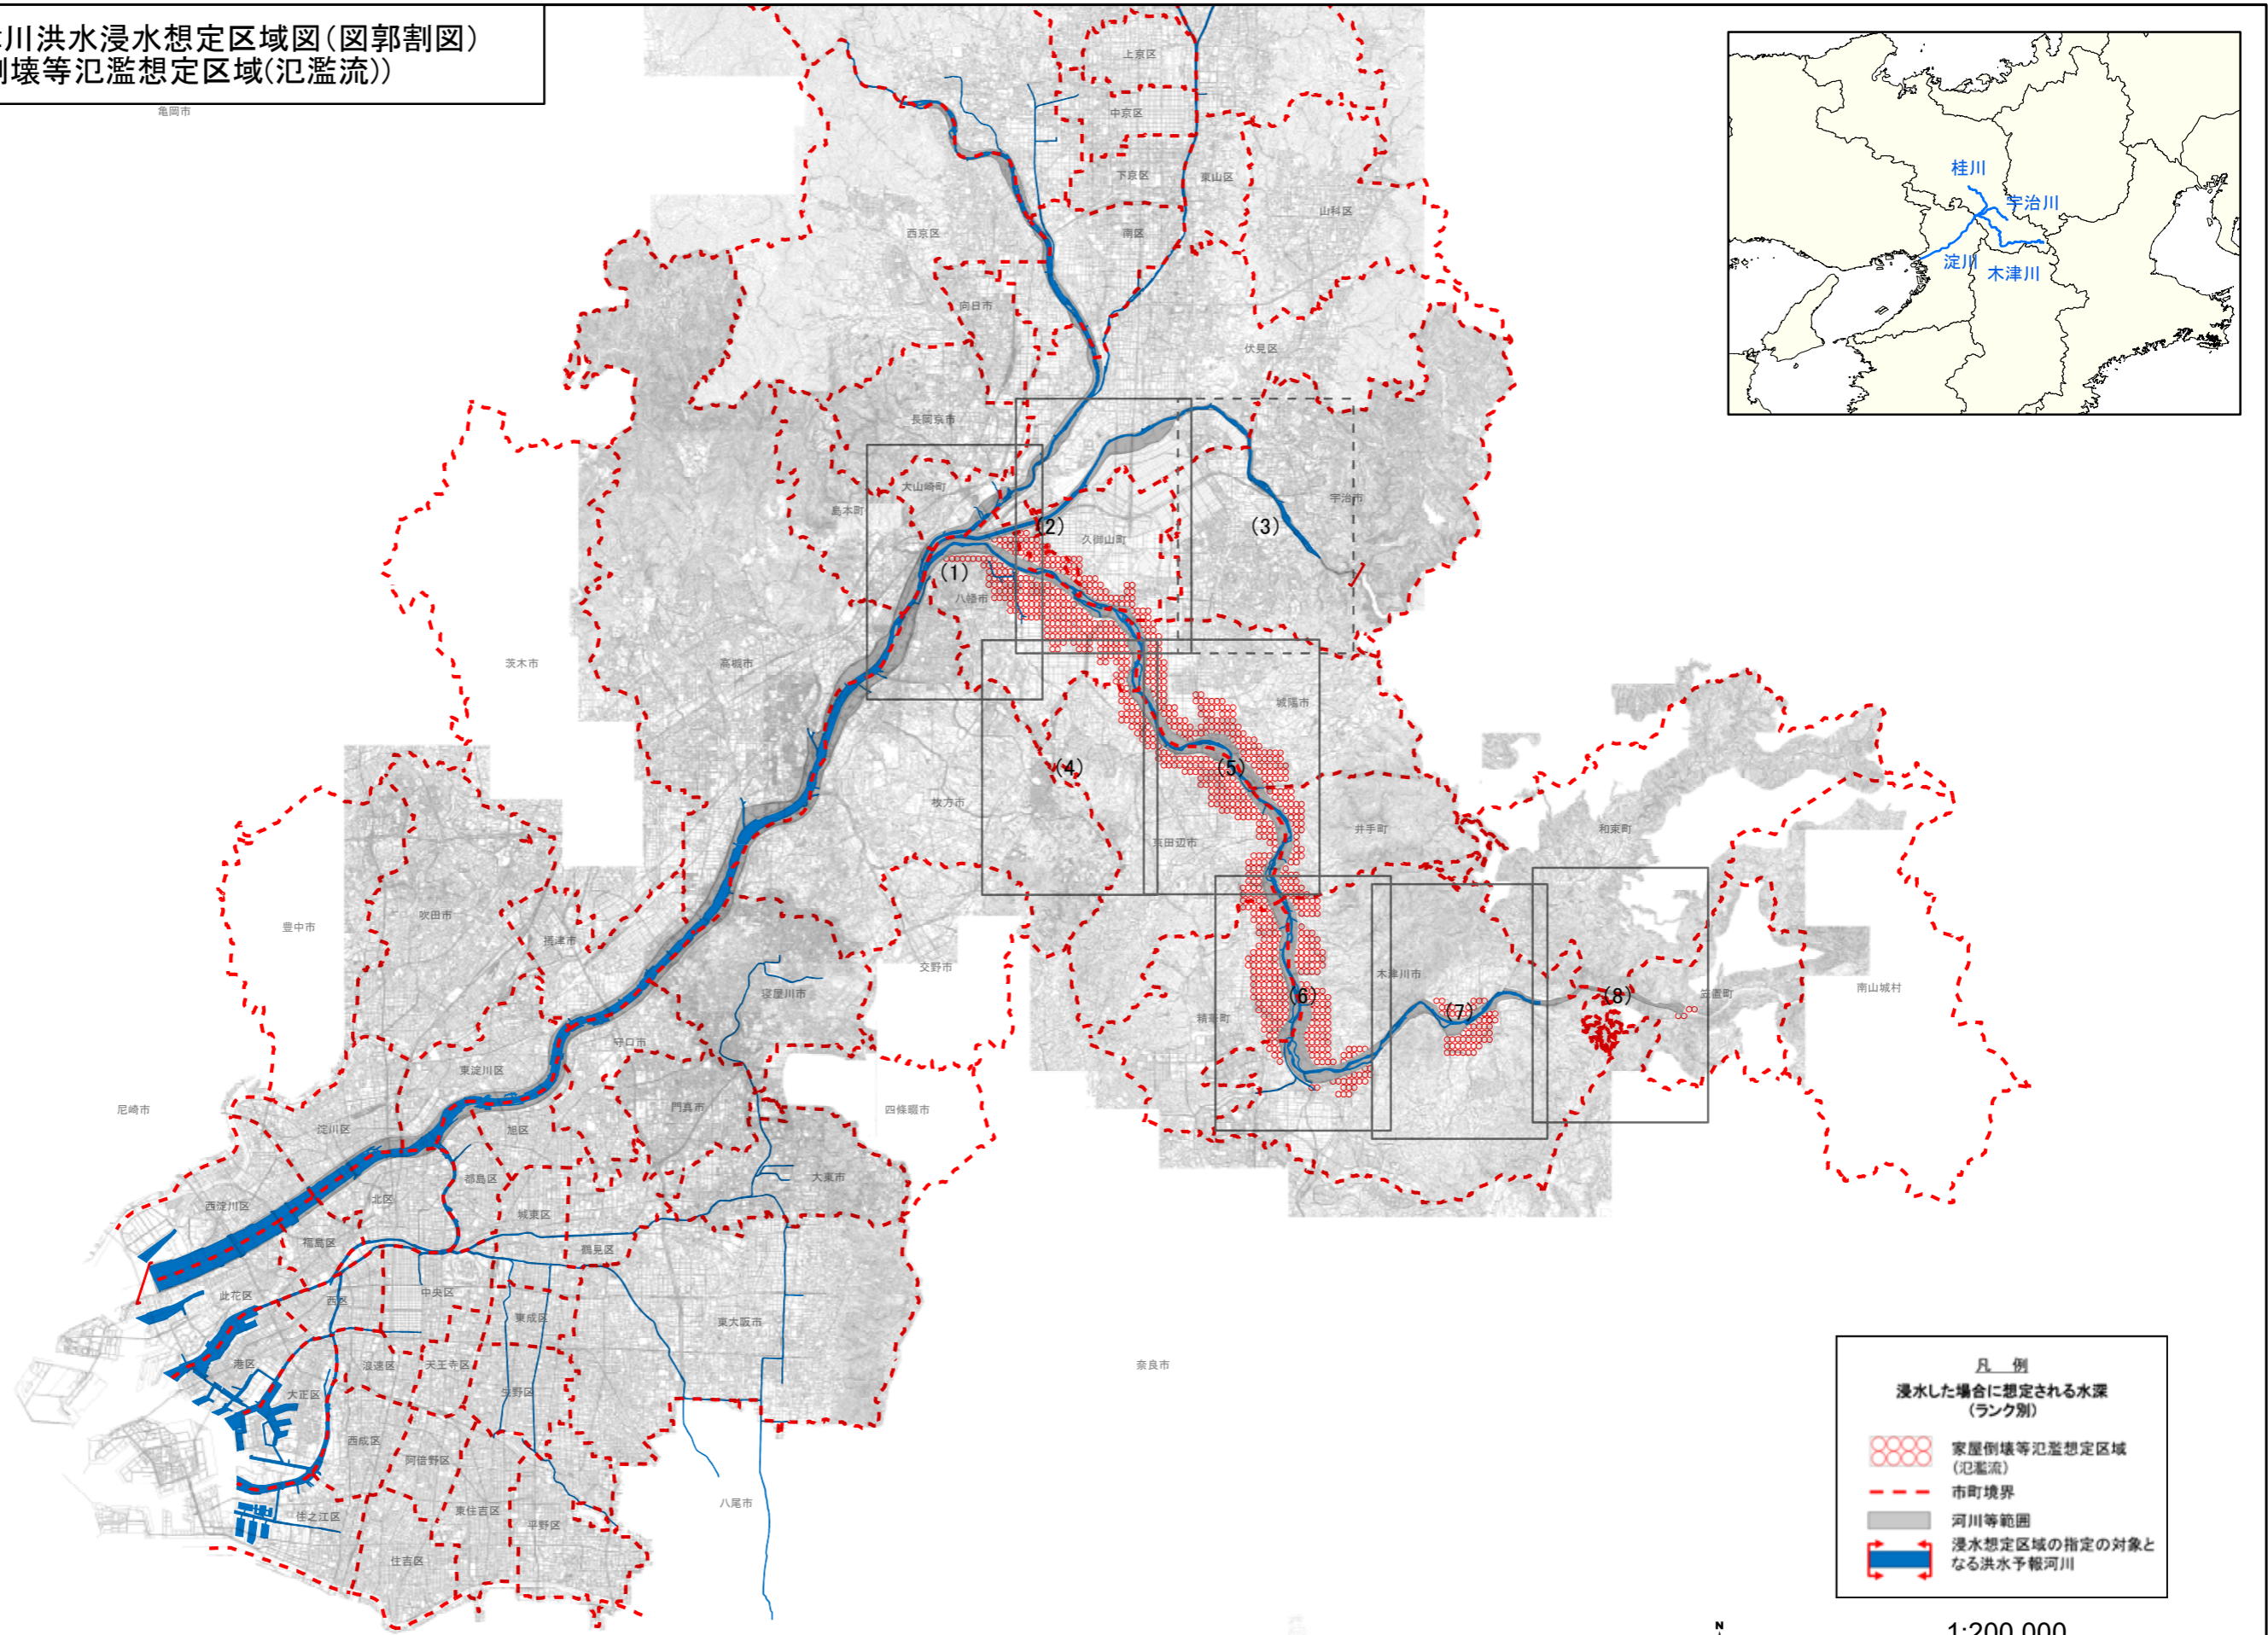 川洪水浸水想定区域図(図郭割図)
壊等氾濫想定区域(氾濫流))
亀岡市
上京区
中京区
下京区
東山区
山科区
西京区
南区
向日市
伏見区
長岡京市
大山崎町
島本町
宇治市
(2)
(3)
久御山町
(1)
八幡市
茨木市
高槻市
城陽市
(4)
(5)
枚方市
京田辺市
井手町
和束町
豊中市
吹田市
摂津市
交野市
寝屋川市
木津川市
(6)
(7)
(8)
笠置町
南山城村
精華町
守口市
東淀川区
門真市
四條畷市
尼崎市
淀川区
旭区
都島区
大東市
西淀川区
北区
城東区
福島区
鶴見区
此花区
西区
中央区
東成区
東大阪市
港区
浪速区
天王寺区
奈良市
大正区
生野区
西成区
阿倍野区
八尾市
住之江区
東住吉区
平野区
住吉区
桂川
宇治川
淀川
木津川
凡 例
浸水した場合に想定される水深
(ランク別)
家屋倒壊等氾濫想定区域
(氾濫流)
市町境界
河川等範囲
浸水想定区域の指定の対象と
なる洪水予報河川
N
1:200,000